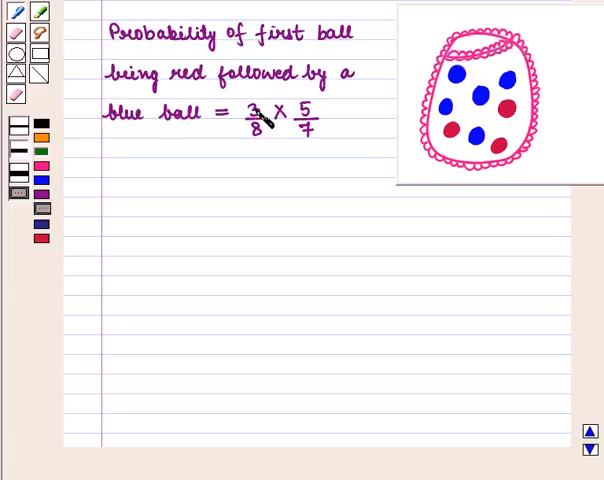 Probability of first ball
being red followed by a
blue ball = 3/8 × 5/7